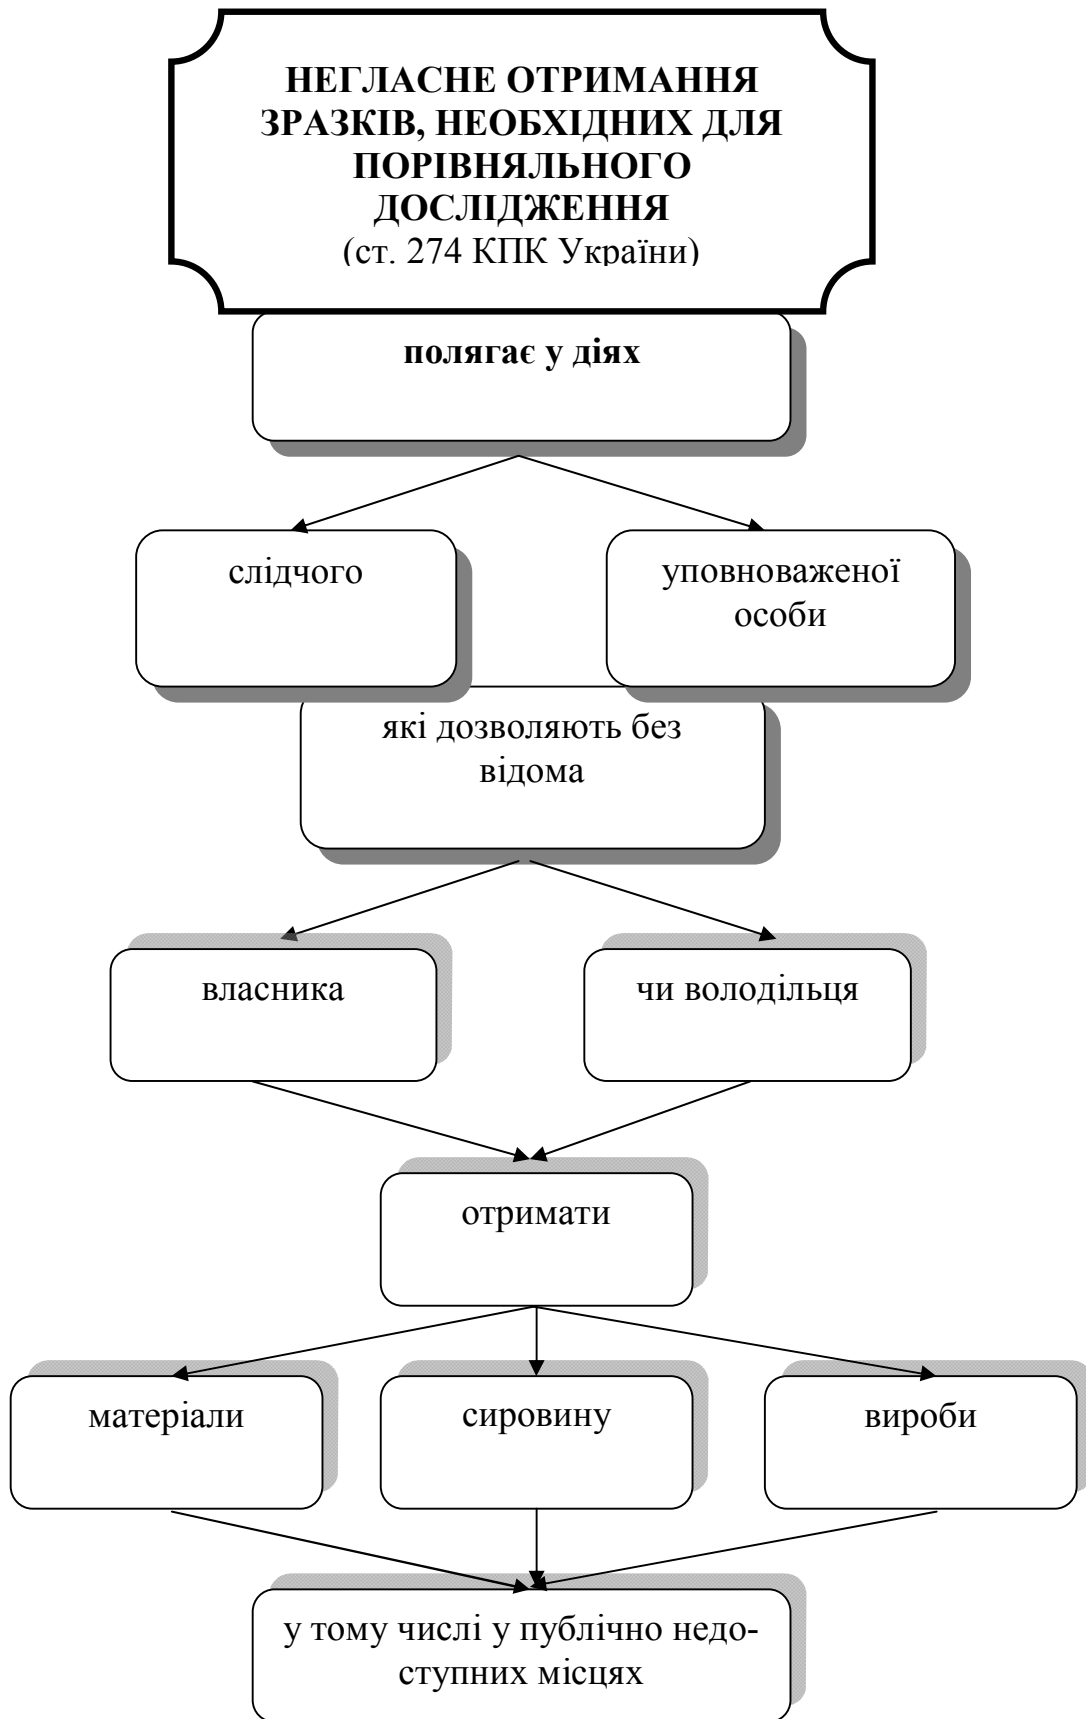 НЕГЛАСНЕ ОТРИМАННЯ
ЗРАЗКІВ, НЕОБХІДНИХ ДЛЯ
ПОРІВНЯЛЬНОГО
ДОСЛІДЖЕННЯ
(ст. 274 КПК України)
полягає у діях
слідчого
уповноваженої
особи
які дозволяють без
відома
власника
чи володільця
отримати
матеріали
сировину
вироби
у тому числі у публічно недо-
ступних місцях